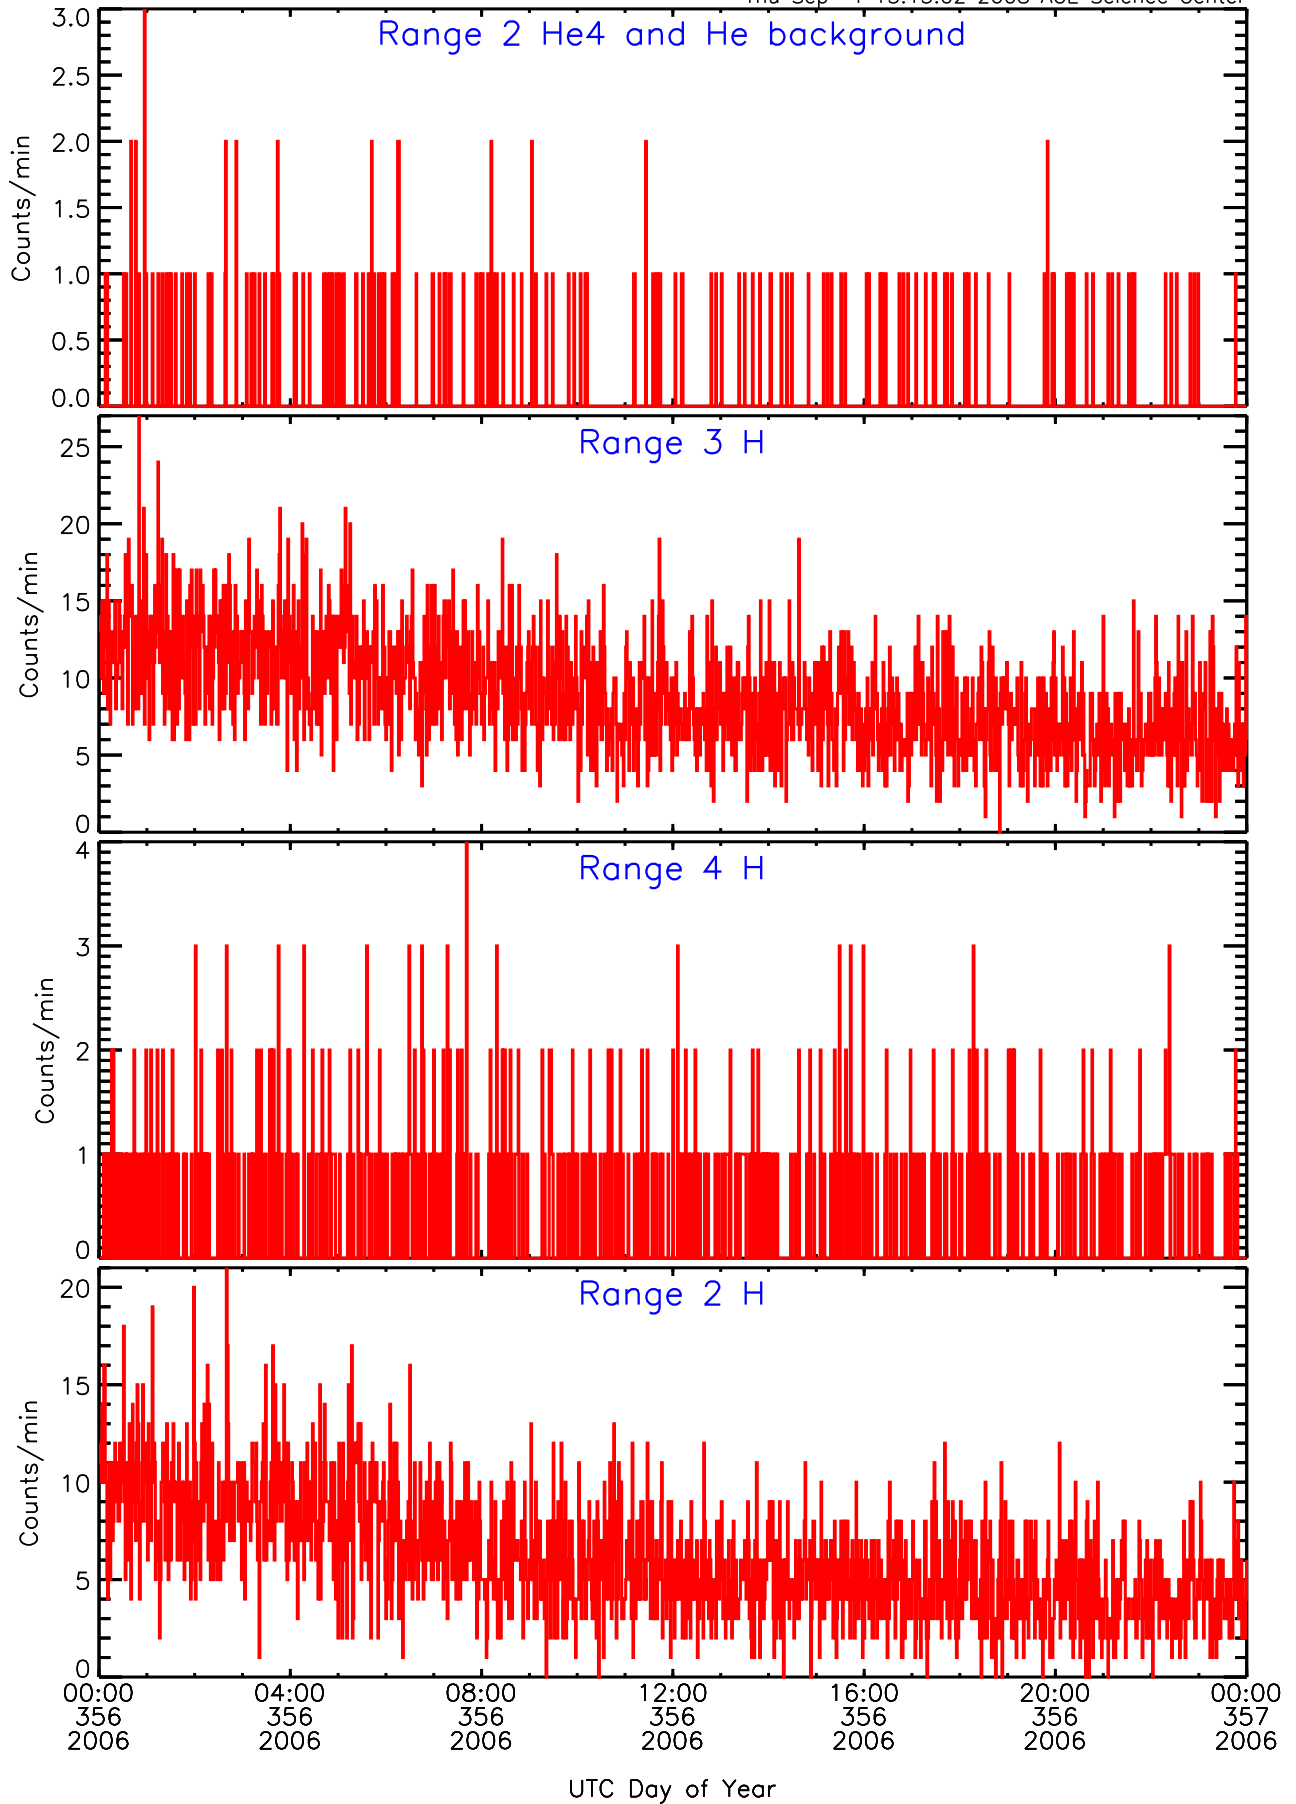 Range 2 He4 and He background
3.0
2.5
2.0
1.5
1.0
0.5
0.0
Counts/min
Range 3 H
25
20
15
10
5
0
Counts/min
Range 4 H
4
3
2
1
0
Counts/min
Range 2 H
20
15
10
5
0
Counts/min
00:00 04:00 08:00 12:00 16:00 20:00 00:00
356 356 356 356 356 356 357
2006 2006 2006 2006 2006 2006 2006
UTC Day of Year